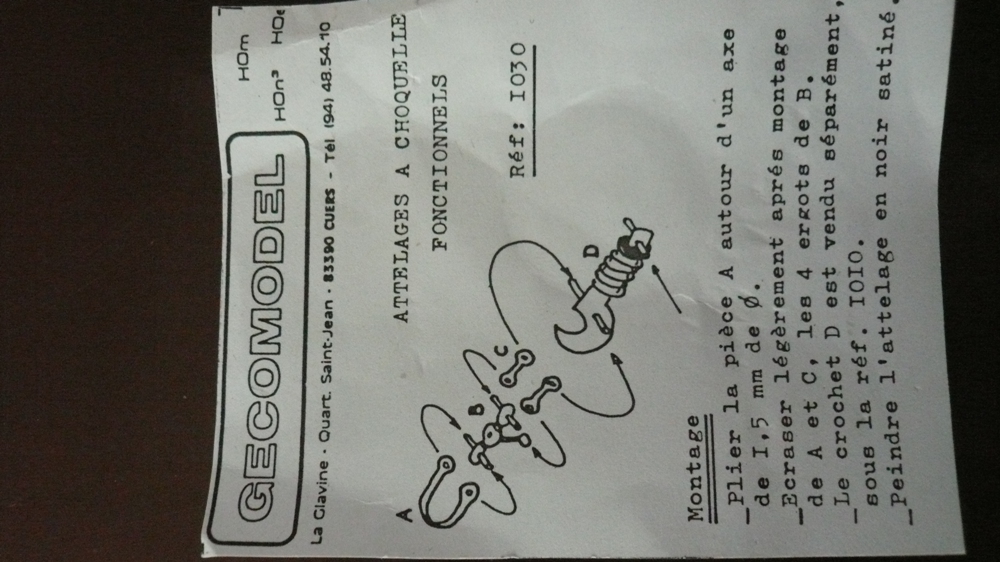 HOm
HOn³
GECOMODEL
La Clavine - Quart. Saint-Jean - 83390 CUERS - Tél (94) 48.54.10
ATTELAGES A CHOQUELLE
FONCTIONNELS
Réf: I030
A
B
C
D
Montage
_Plier la pièce A autour d'un axe
de I,5 mm de ø.
_Ecraser légèrement aprés montage
de A et C, les 4 ergots de B.
_Le crochet D est vendu séparément,
sous la réf. IOIO.
_Peindre l'attelage en noir satiné.